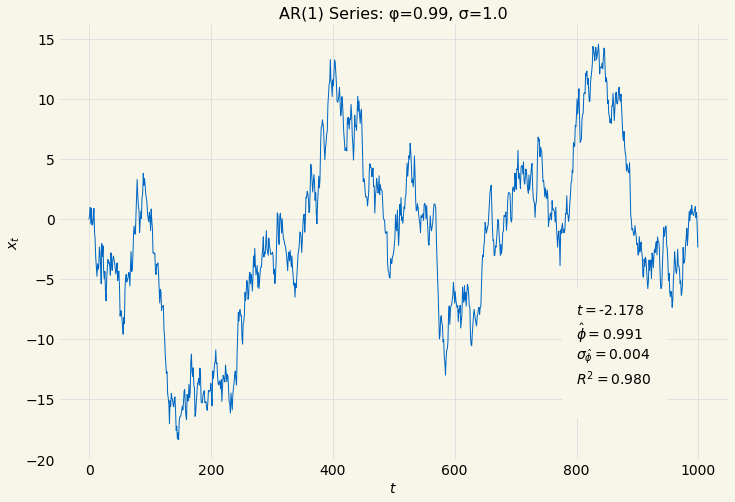 AR(1) Series: φ=0.99, σ=1.0
15
10
5
0
−5
−10
−15
−20
x_t
t = -2.178
ϕ̂ = 0.991
σ_ϕ̂ = 0.004
R² = 0.980
0 200 400 600 800 1000
t